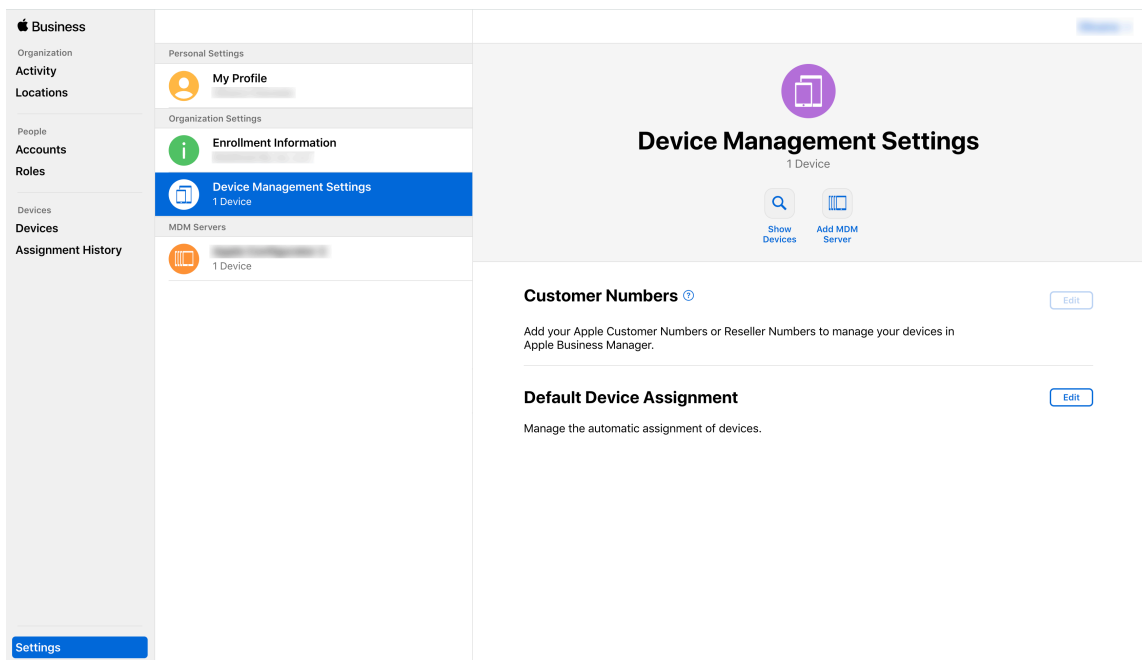 Business
Organization
Activity
Locations
People
Accounts
Roles
Devices
Devices
Assignment History
Settings
Personal Settings
My Profile
Organization Settings
Enrollment Information
Device Management Settings
1 Device
MDM Servers
1 Device
Device Management Settings
1 Device
Show
Devices
Add MDM
Server
Customer Numbers
Edit
Add your Apple Customer Numbers or Reseller Numbers to manage your devices in
Apple Business Manager.
Default Device Assignment
Edit
Manage the automatic assignment of devices.